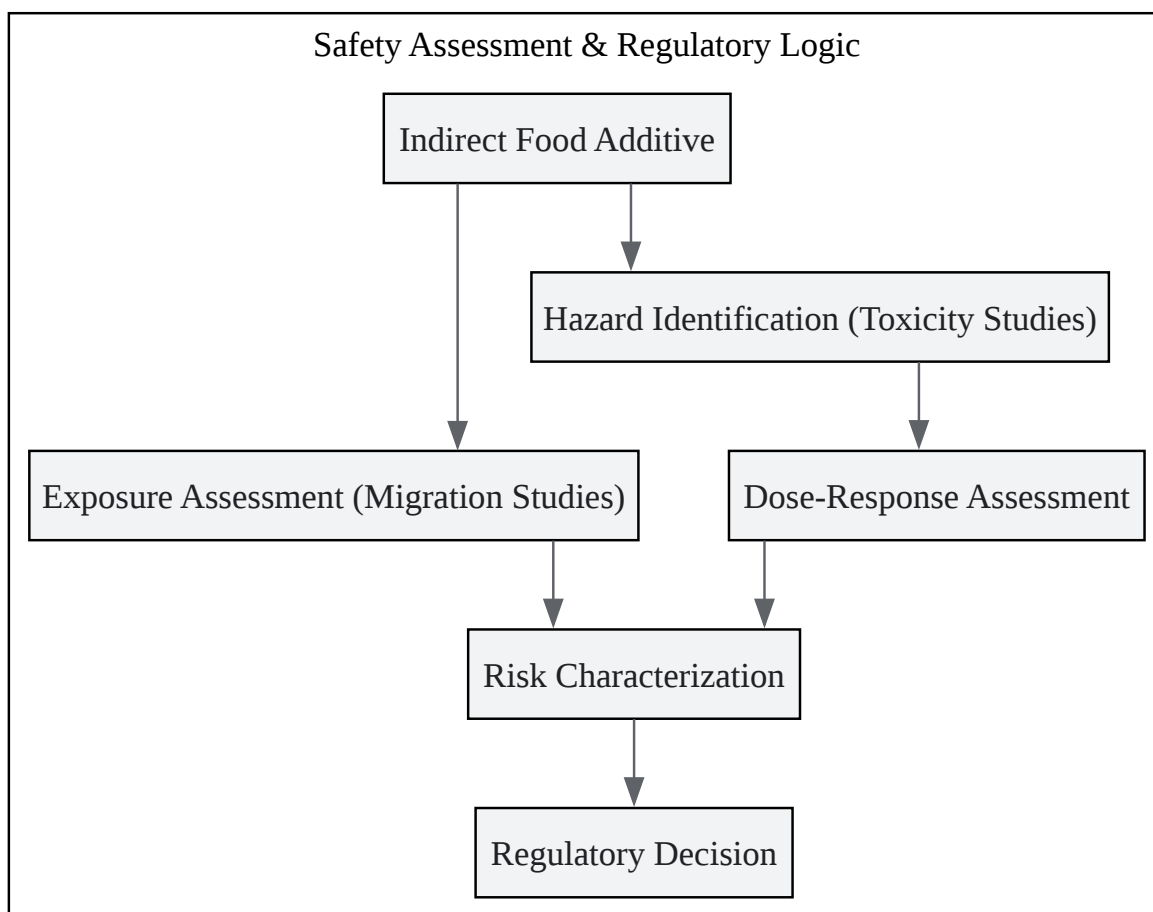 Safety Assessment & Regulatory Logic
Indirect Food Additive
Hazard Identification (Toxicity Studies)
Exposure Assessment (Migration Studies)
Dose-Response Assessment
Risk Characterization
Regulatory Decision